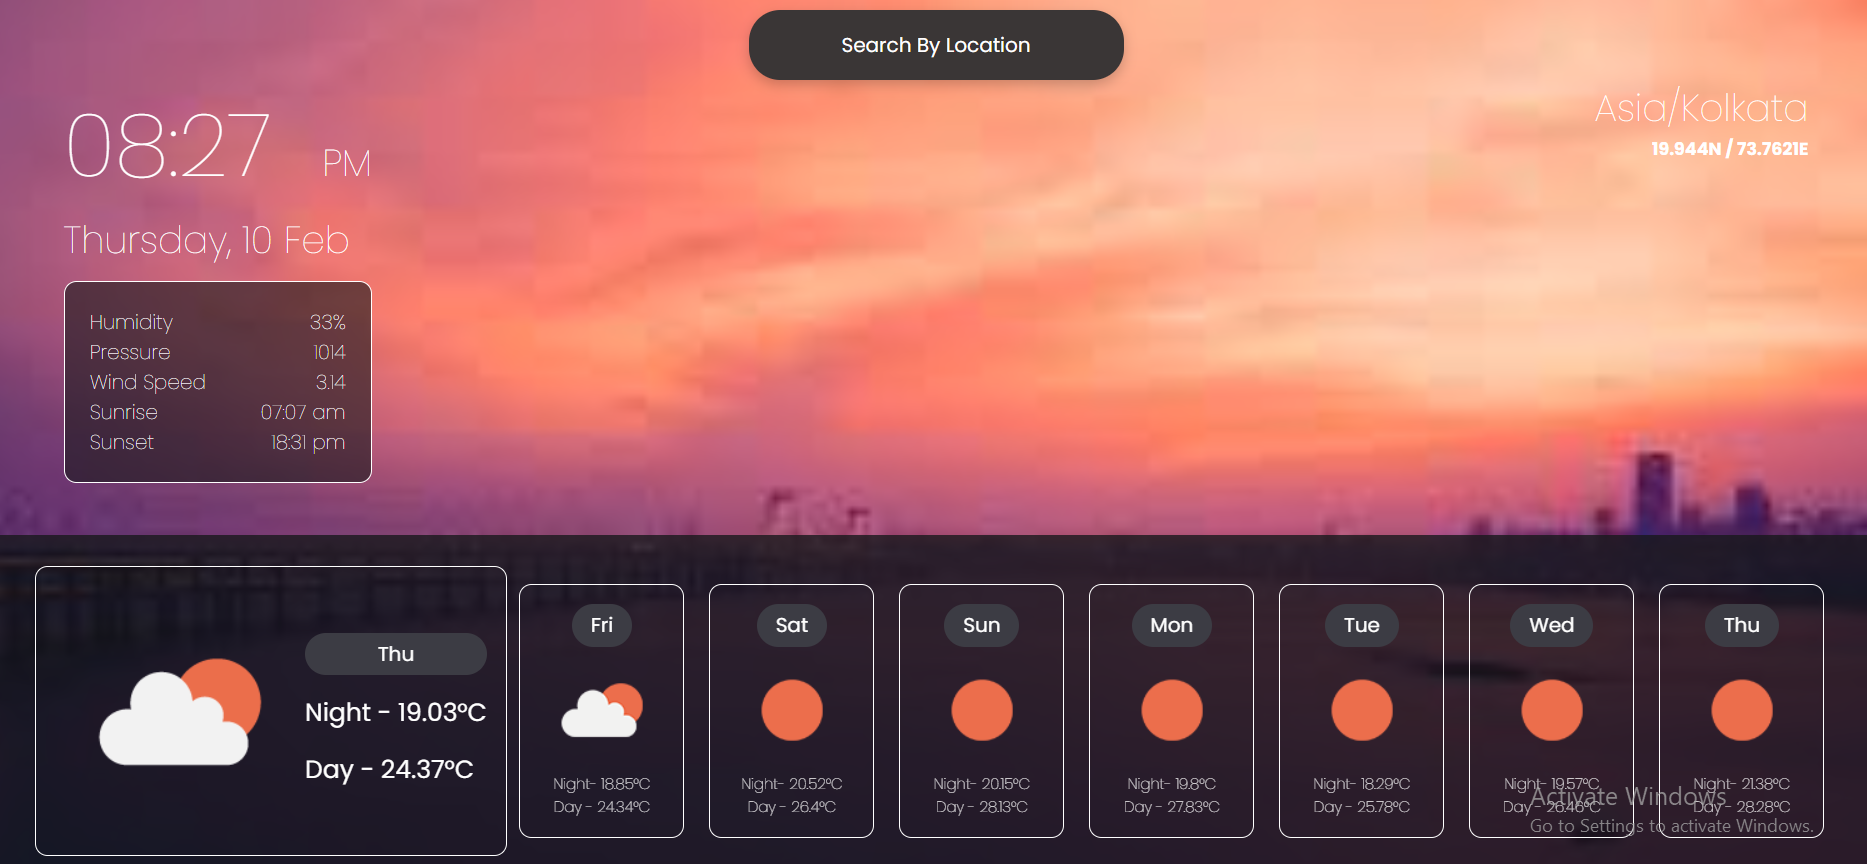 Search By Location
08:27 PM
Asia/Kolkata
19.944N / 73.7621E
Thursday, 10 Feb
Humidity 33%
Pressure 1014
Wind Speed 3.14
Sunrise 07:07 am
Sunset 18:31 pm
Thu
Night - 19.03°C
Day - 24.37°C
Fri
Night- 18.85°C
Day - 24.34°C
Sat
Night- 20.52°C
Day - 26.4°C
Sun
Night- 20.15°C
Day - 28.13°C
Mon
Night- 19.8°C
Day - 27.83°C
Tue
Night- 18.29°C
Day - 25.78°C
Wed
Night- 19.57°C
Day - 26.46°C
Thu
Night- 21.38°C
Day - 28.28°C
Activate Windows
Go to Settings to activate Windows.